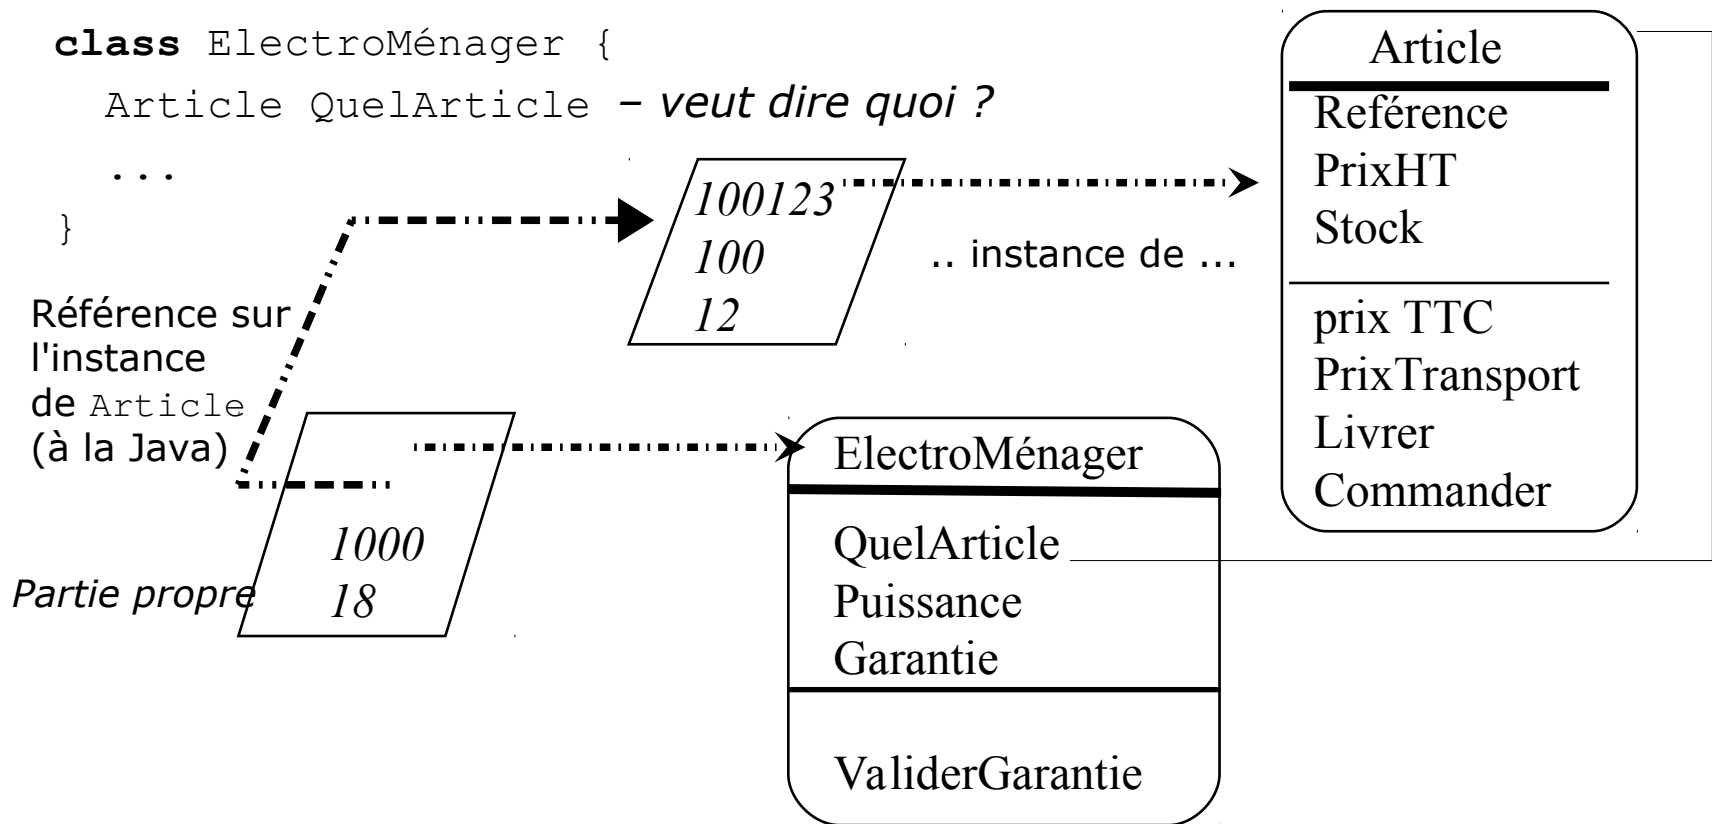 class ElectroMénager {
Article QuelArticle – veut dire quoi ?
...
}
Référence sur
l'instance
de Article
(à la Java)
100123
100
12
.. instance de ...
Article
Reférence
PrixHT
Stock
prix TTC
PrixTransport
Livrer
Commander
Partie propre
1000
18
ElectroMénager
QuelArticle
Puissance
Garantie
ValiderGarantie